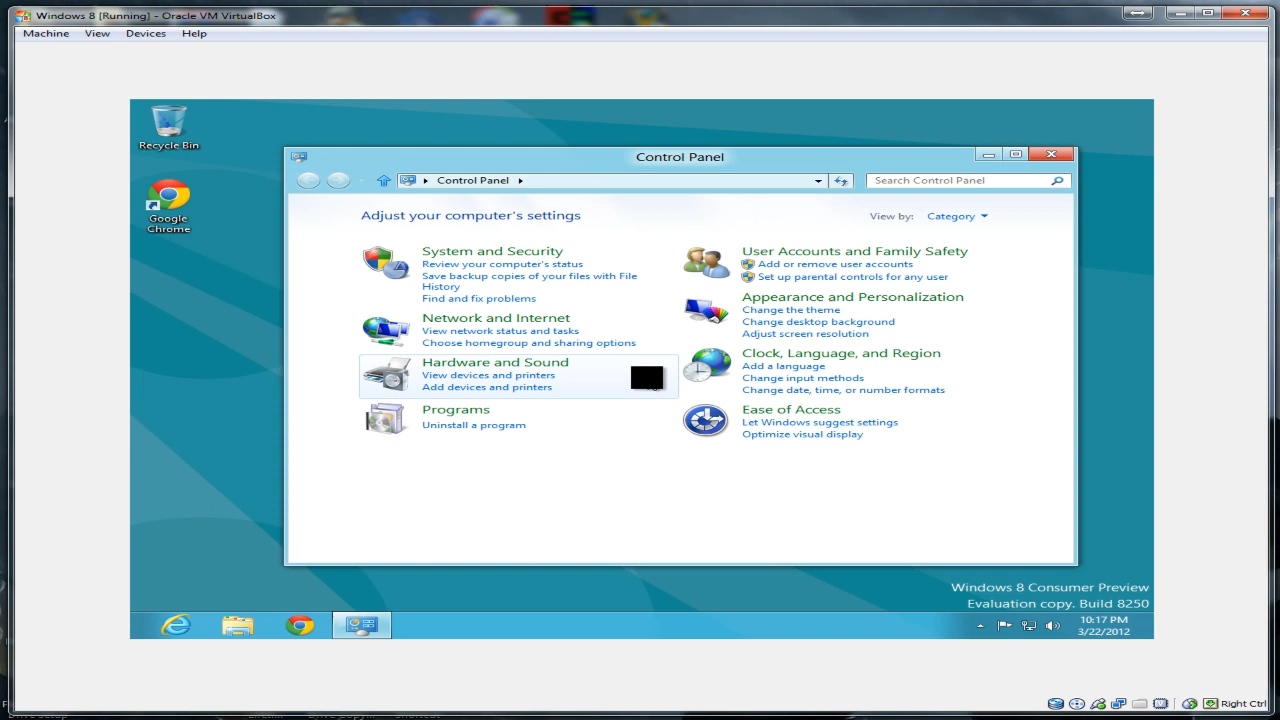 Windows 8 [Running] - Oracle VM VirtualBox
Machine View Devices Help
Recycle Bin
Google
Chrome
Control Panel
Control Panel
Search Control Panel
Adjust your computer's settings
View by: Category
System and Security
Review your computer's status
Save backup copies of your files with File
History
Find and fix problems
Network and Internet
View network status and tasks
Choose homegroup and sharing options
Hardware and Sound
View devices and printers
Add devices and printers
Programs
Uninstall a program
User Accounts and Family Safety
Add or remove user accounts
Set up parental controls for any user
Appearance and Personalization
Change the theme
Change desktop background
Adjust screen resolution
Clock, Language, and Region
Add a language
Change input methods
Change date, time, or number formats
Ease of Access
Let Windows suggest settings
Optimize visual display
Windows 8 Consumer Preview
Evaluation copy. Build 8250
10:17 PM
3/22/2012
Right Ctrl